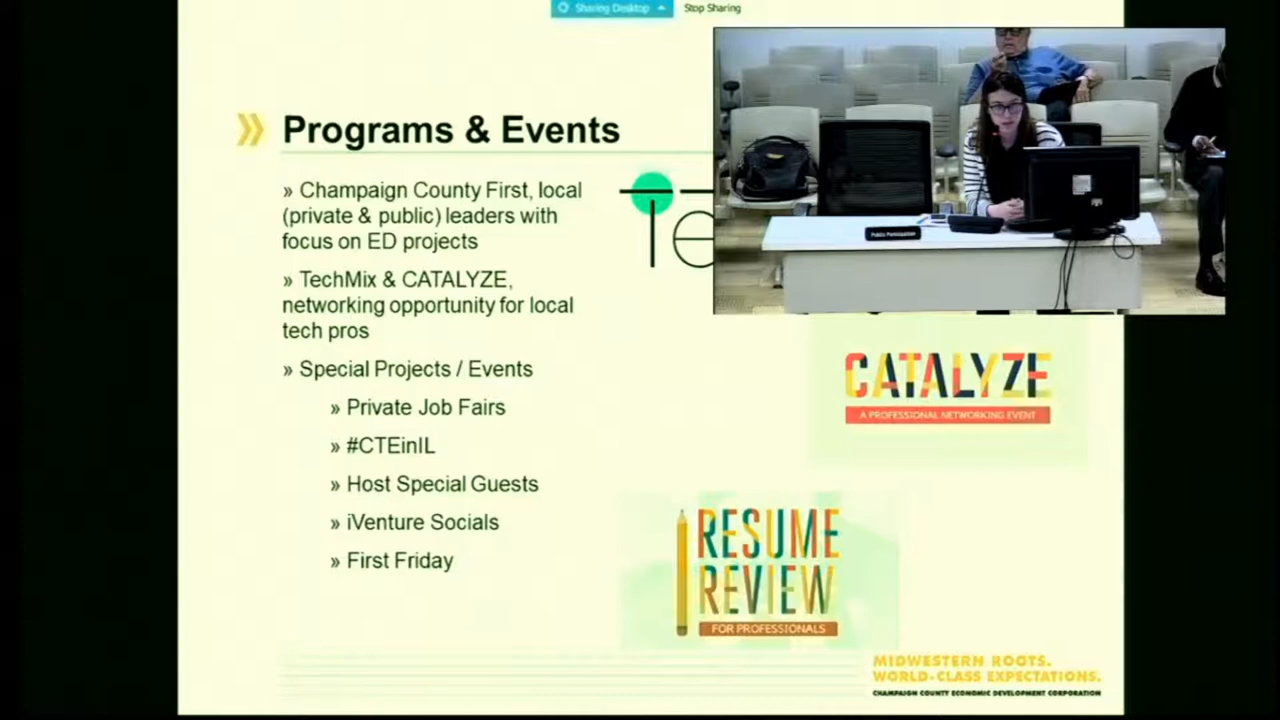 Sharing Desktop Stop Sharing
Programs & Events
» Champaign County First, local
(private & public) leaders with
focus on ED projects
» TechMix & CATALYZE,
networking opportunity for local
tech pros
» Special Projects / Events
» Private Job Fairs
» #CTEinIL
» Host Special Guests
» iVenture Socials
» First Friday
Te
Public Participation
CATALYZE
A PROFESSIONAL NETWORKING EVENT
RESUME
REVIEW
FOR PROFESSIONALS
MIDWESTERN ROOTS.
WORLD-CLASS EXPECTATIONS.
CHAMPAIGN COUNTY ECONOMIC DEVELOPMENT CORPORATION